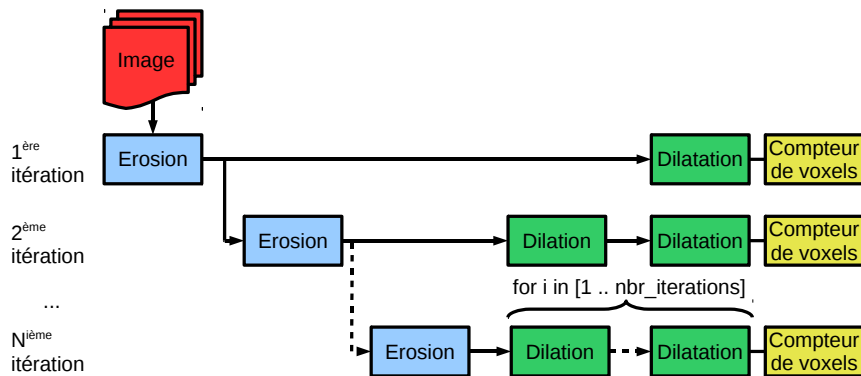 Image
1ère
itération
Erosion
Dilatation
Compteur
de voxels
2ème
itération
Erosion
Dilation
Dilatation
Compteur
de voxels
...
for i in [1 .. nbr_iterations]
Nième
itération
Erosion
Dilation
Dilatation
Compteur
de voxels